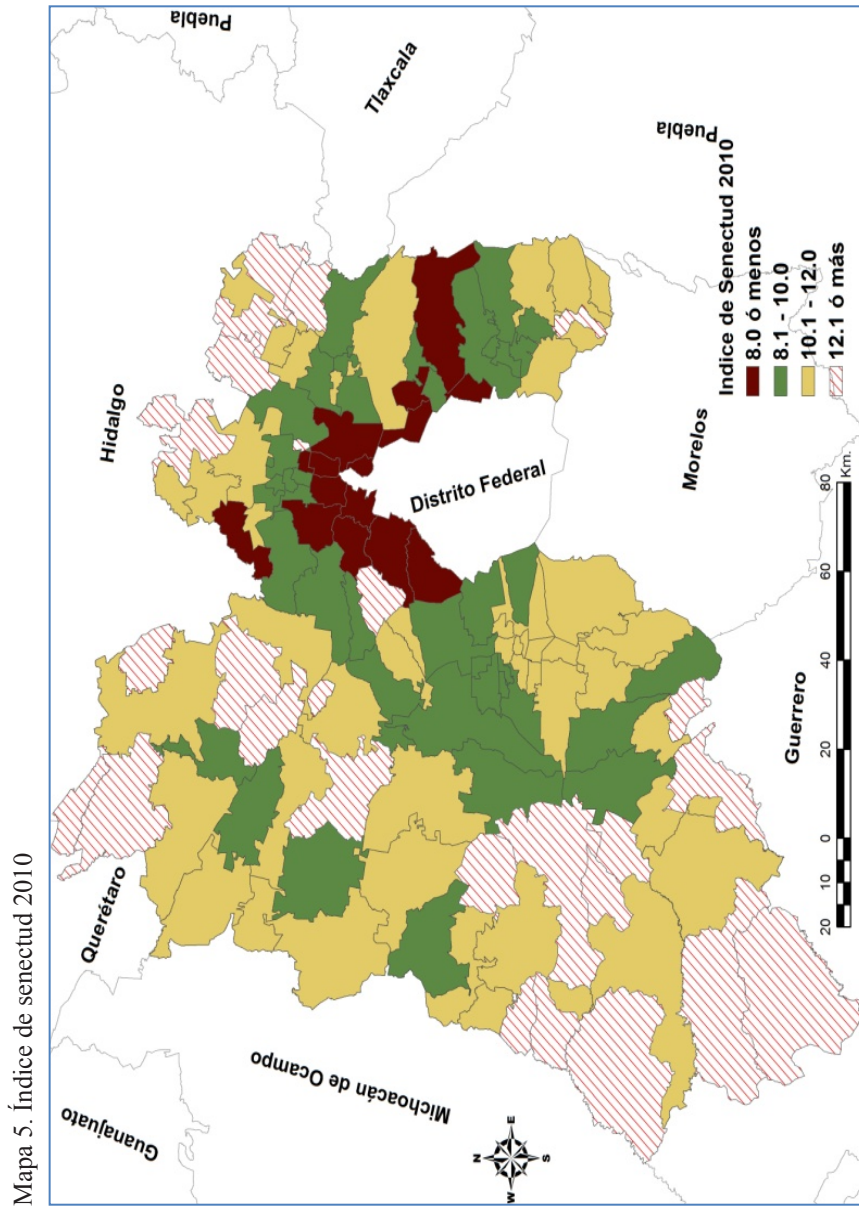 Mapa 5. Índice de senectud 2010
Guanajuato
Querétaro
Hidalgo
Puebla
Tlaxcala
Puebla
Michoacán de Ocampo
Distrito Federal
Morelos
Guerrero
N
W
E
S
Indice de Senectud 2010
8.0 ó menos
8.1 - 10.0
10.1 - 12.0
12.1 ó más
20 10 0 20 40 60 80
Km.